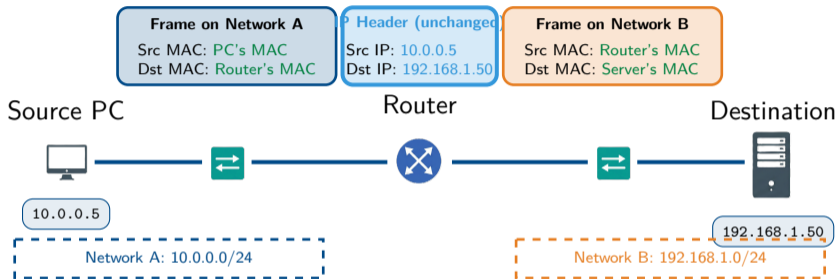 Frame on Network A
Src MAC: PC's MAC
Dst MAC: Router's MAC
IP Header (unchanged)
Src IP: 10.0.0.5
Dst IP: 192.168.1.50
Frame on Network B
Src MAC: Router's MAC
Dst MAC: Server's MAC
Source PC
Router
Destination
10.0.0.5
192.168.1.50
Network A: 10.0.0.0/24
Network B: 192.168.1.0/24